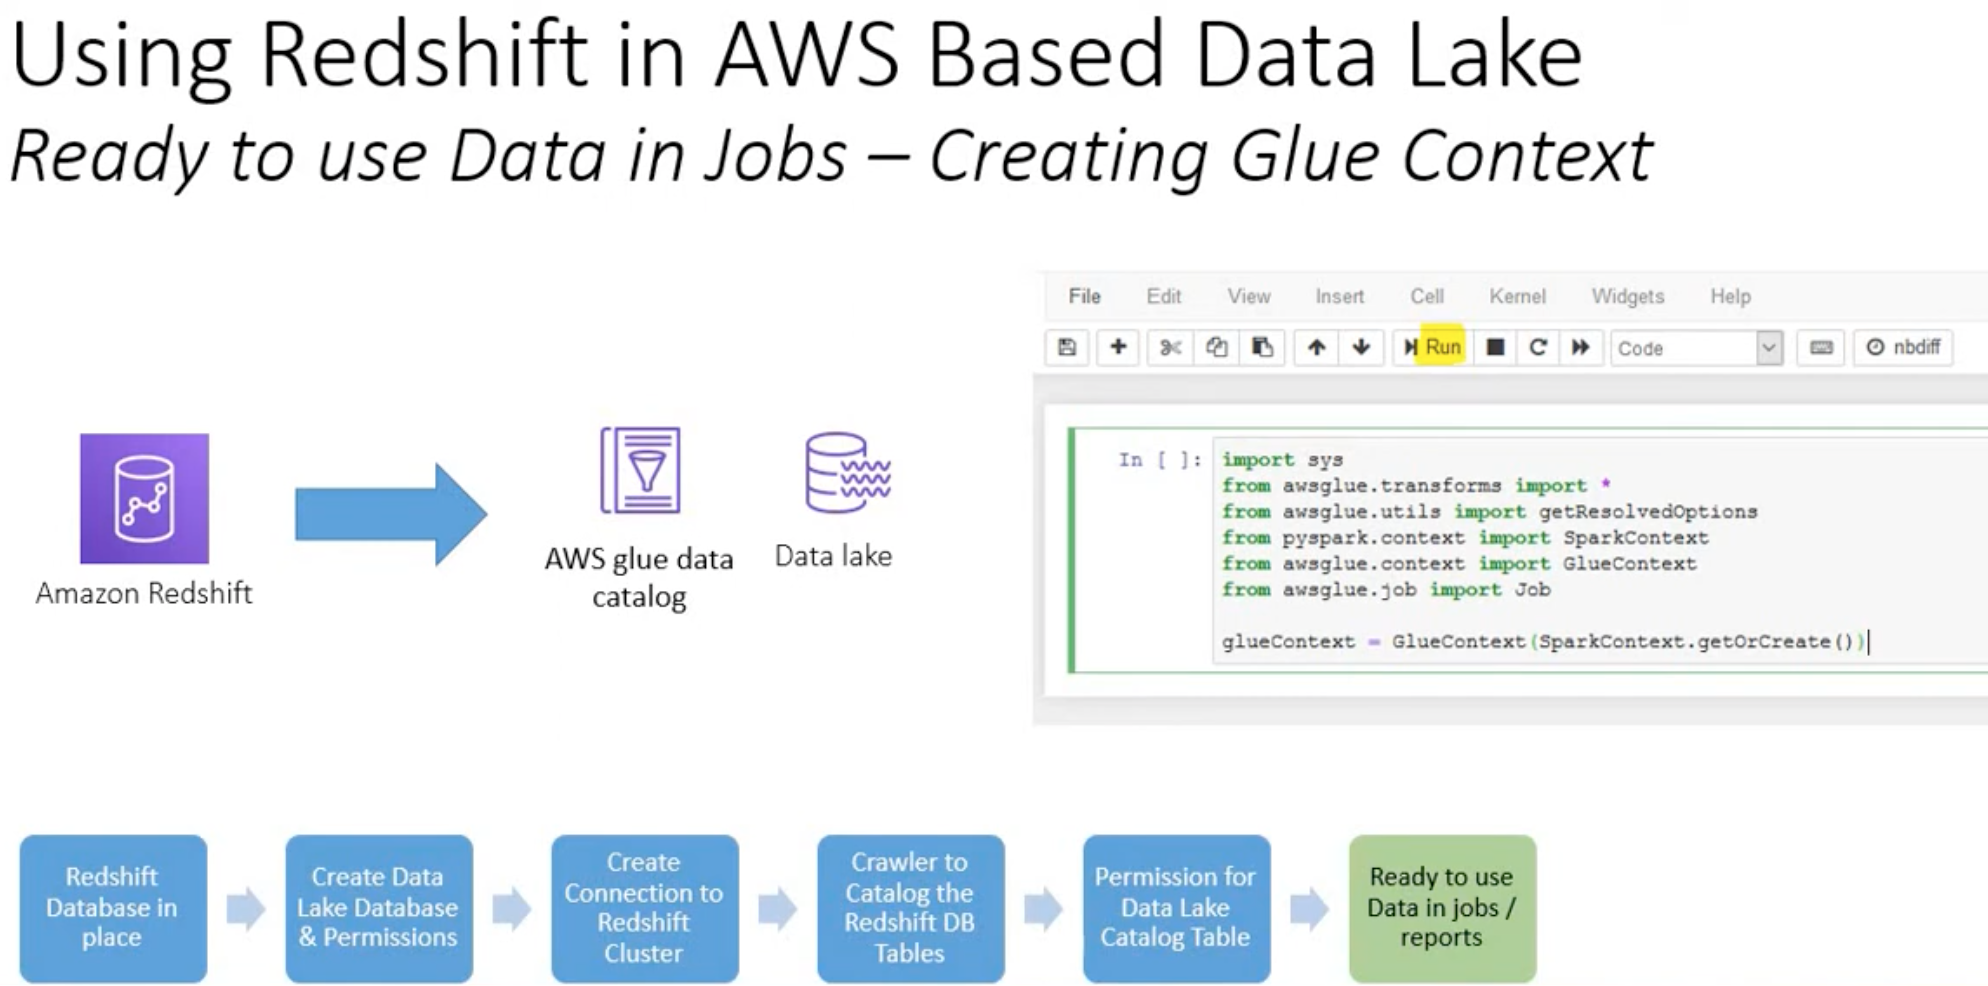 Using Redshift in AWS Based Data Lake
Ready to use Data in Jobs – Creating Glue Context
File Edit View Insert Cell Kernel Widgets Help
Run Code nbdiff
In [ ]: import sys
from awsglue.transforms import *
from awsglue.utils import getResolvedOptions
from pyspark.context import SparkContext
from awsglue.context import GlueContext
from awsglue.job import Job
glueContext = GlueContext(SparkContext.getOrCreate())
Amazon Redshift
AWS glue data
catalog
Data lake
Redshift
Database in
place
Create Data
Lake Database
& Permissions
Create
Connection to
Redshift
Cluster
Crawler to
Catalog the
Redshift DB
Tables
Permission for
Data Lake
Catalog Table
Ready to use
Data in jobs /
reports